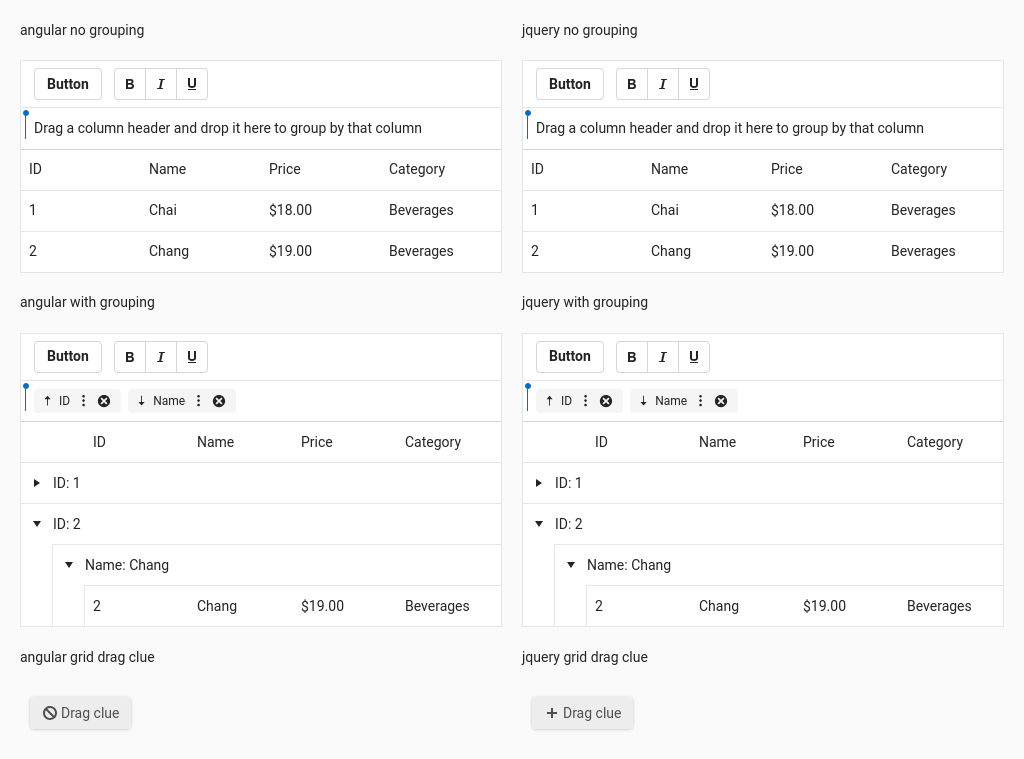 angular no grouping
Button B I U
Drag a column header and drop it here to group by that column
ID Name Price Category
1 Chai $18.00 Beverages
2 Chang $19.00 Beverages
jquery no grouping
Button B I U
Drag a column header and drop it here to group by that column
ID Name Price Category
1 Chai $18.00 Beverages
2 Chang $19.00 Beverages
angular with grouping
Button B I U
ID Name
ID Name Price Category
ID: 1
ID: 2
Name: Chang
2 Chang $19.00 Beverages
jquery with grouping
Button B I U
ID Name
ID Name Price Category
ID: 1
ID: 2
Name: Chang
2 Chang $19.00 Beverages
angular grid drag clue
Drag clue
jquery grid drag clue
Drag clue